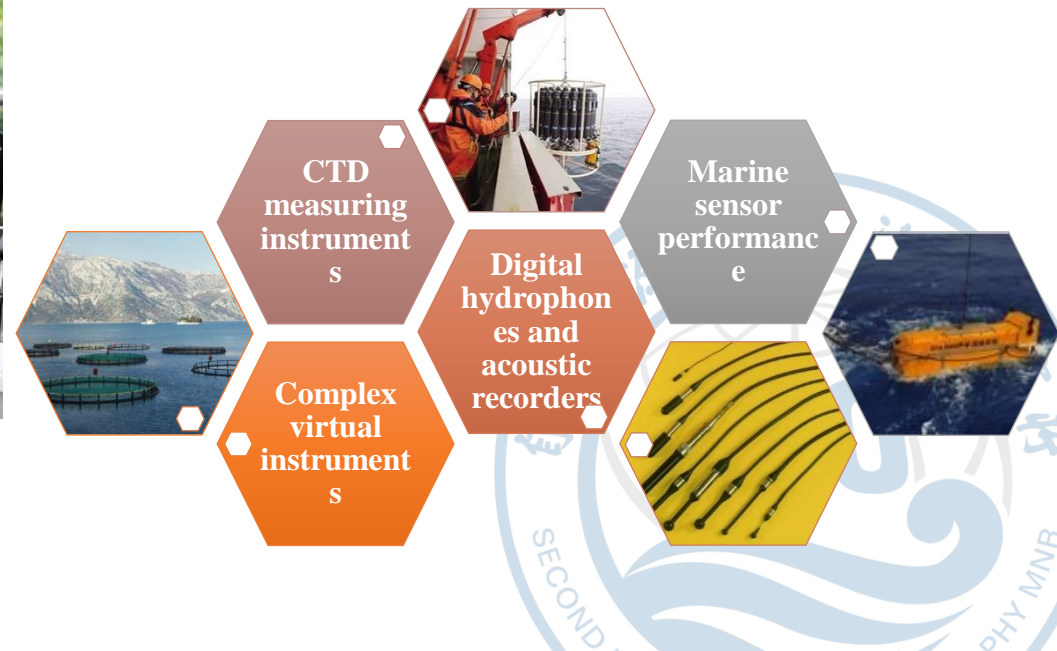 CTD
measuring
instrument
s
Marine
sensor
performanc
e
Digital
hydrophon
es and
acoustic
recorders
Complex
virtual
instrument
s
SECOND
PHY MNR